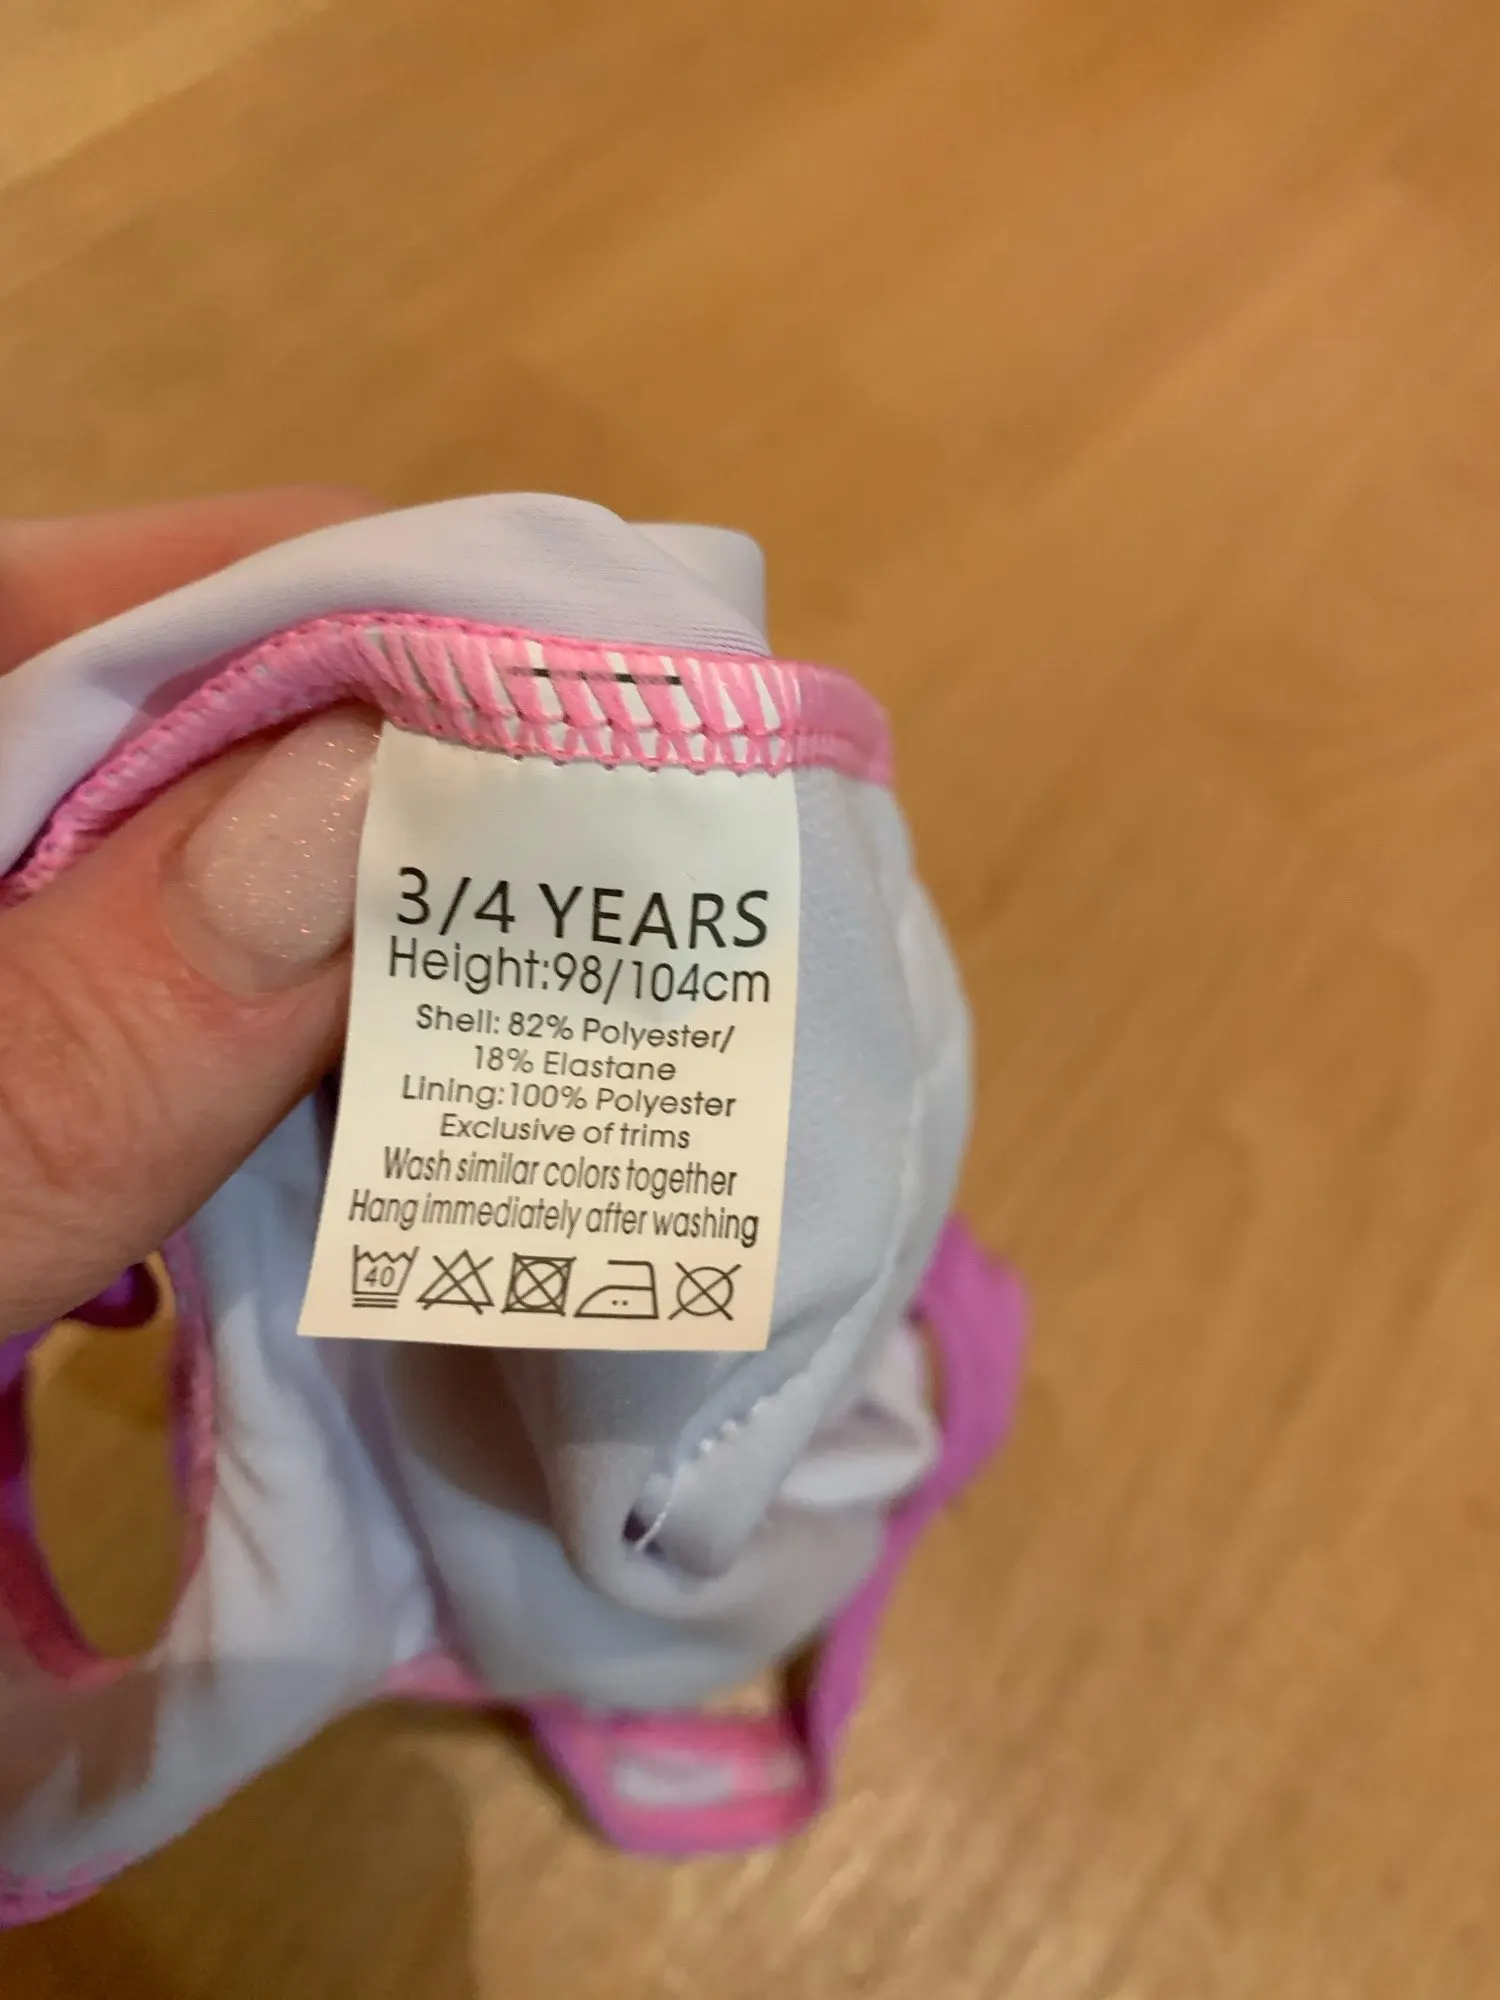 3/4 YEARS
Height:98/104cm
Shell: 82% Polyester/
18% Elastane
Lining:100% Polyester
Exclusive of trims
Wash similar colors together
Hang immediately after washing
40